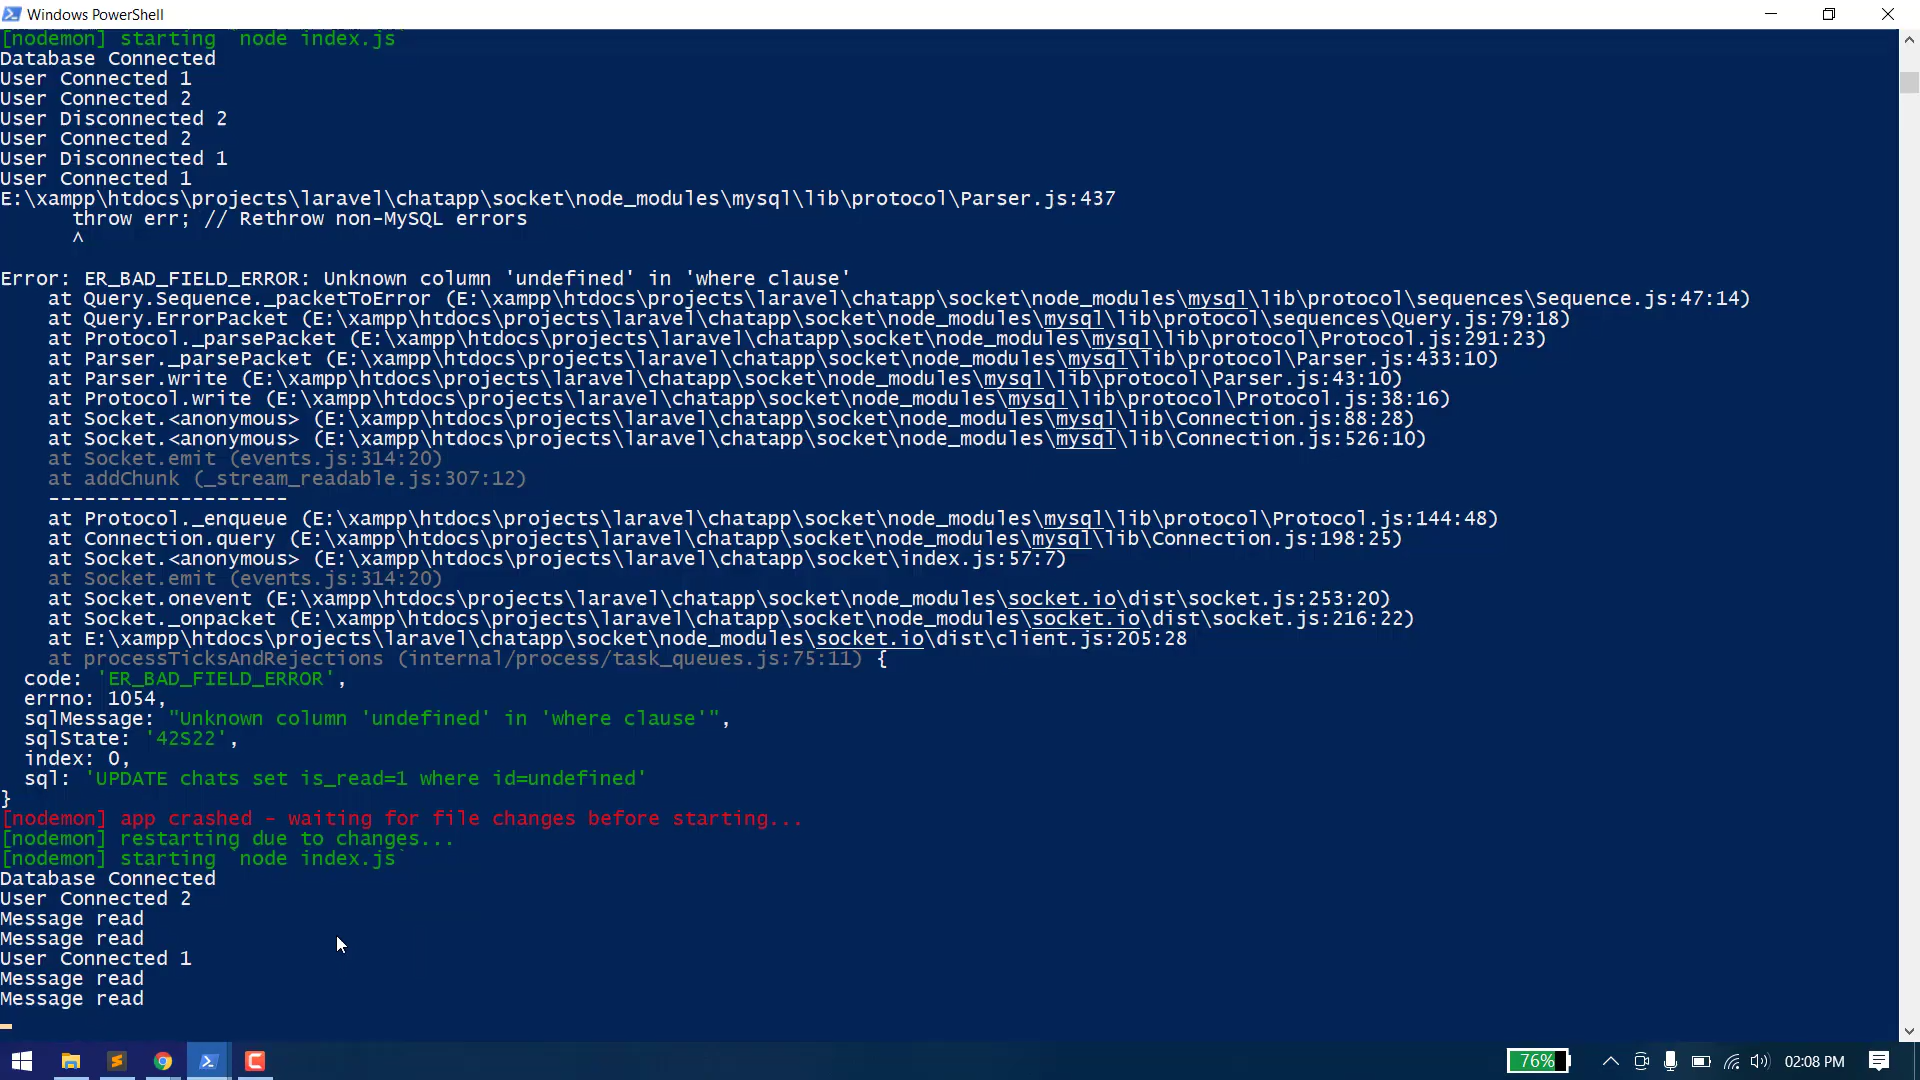 Windows PowerShell
[nodemon] starting `node index.js`
Database Connected
User Connected 1
User Connected 2
User Disconnected 2
User Connected 2
User Disconnected 1
User Connected 1
E:\xampp\htdocs\projects\laravel\chatapp\socket\node_modules\mysql\lib\protocol\Parser.js:437
throw err; // Rethrow non-MySQL errors
^
Error: ER_BAD_FIELD_ERROR: Unknown column 'undefined' in 'where clause'
at Query.Sequence._packetToError (E:\xampp\htdocs\projects\laravel\chatapp\socket\node_modules\mysql\lib\protocol\sequences\Sequence.js:47:14)
at Query.ErrorPacket (E:\xampp\htdocs\projects\laravel\chatapp\socket\node_modules\mysql\lib\protocol\sequences\Query.js:79:18)
at Protocol._parsePacket (E:\xampp\htdocs\projects\laravel\chatapp\socket\node_modules\mysql\lib\protocol\Protocol.js:291:23)
at Parser._parsePacket (E:\xampp\htdocs\projects\laravel\chatapp\socket\node_modules\mysql\lib\protocol\Parser.js:433:10)
at Parser.write (E:\xampp\htdocs\projects\laravel\chatapp\socket\node_modules\mysql\lib\protocol\Parser.js:43:10)
at Protocol.write (E:\xampp\htdocs\projects\laravel\chatapp\socket\node_modules\mysql\lib\protocol\Protocol.js:38:16)
at Socket.<anonymous> (E:\xampp\htdocs\projects\laravel\chatapp\socket\node_modules\mysql\lib\Connection.js:88:28)
at Socket.<anonymous> (E:\xampp\htdocs\projects\laravel\chatapp\socket\node_modules\mysql\lib\Connection.js:526:10)
at Socket.emit (events.js:314:20)
at addChunk (_stream_readable.js:307:12)
--------------------
at Protocol._enqueue (E:\xampp\htdocs\projects\laravel\chatapp\socket\node_modules\mysql\lib\protocol\Protocol.js:144:48)
at Connection.query (E:\xampp\htdocs\projects\laravel\chatapp\socket\node_modules\mysql\lib\Connection.js:198:25)
at Socket.<anonymous> (E:\xampp\htdocs\projects\laravel\chatapp\socket\index.js:57:7)
at Socket.emit (events.js:314:20)
at Socket.onevent (E:\xampp\htdocs\projects\laravel\chatapp\socket\node_modules\socket.io\dist\socket.js:253:20)
at Socket._onpacket (E:\xampp\htdocs\projects\laravel\chatapp\socket\node_modules\socket.io\dist\socket.js:216:22)
at E:\xampp\htdocs\projects\laravel\chatapp\socket\node_modules\socket.io\dist\client.js:205:28
at processTicksAndRejections (internal/process/task_queues.js:75:11) {
code: 'ER_BAD_FIELD_ERROR',
errno: 1054,
sqlMessage: "Unknown column 'undefined' in 'where clause'",
sqlState: '42S22',
index: 0,
sql: 'UPDATE chats set is_read=1 where id=undefined'
}
[nodemon] app crashed - waiting for file changes before starting...
[nodemon] restarting due to changes...
[nodemon] starting `node index.js`
Database Connected
User Connected 2
Message read
Message read
User Connected 1
Message read
Message read
76%
02:08 PM